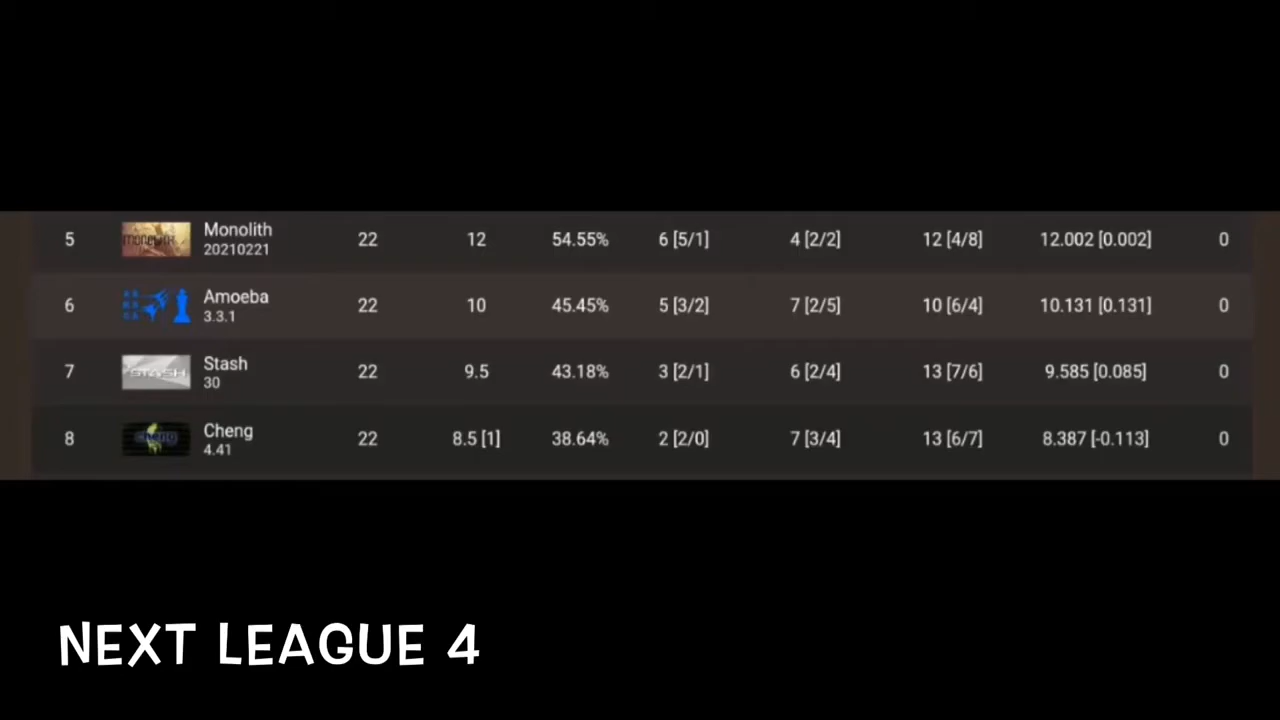 5 MONOLITH Monolith 22 12 54.55% 6 [5/1] 4 [2/2] 12 [4/8] 12.002 [0.002] 0
20210221
6 Amoeba 22 10 45.45% 5 [3/2] 7 [2/5] 10 [6/4] 10.131 [0.131] 0
3.3.1
7 STASH Stash 22 9.5 43.18% 3 [2/1] 6 [2/4] 13 [7/6] 9.585 [0.085] 0
30
8 Cheng Cheng 22 8.5 [1] 38.64% 2 [2/0] 7 [3/4] 13 [6/7] 8.387 [-0.113] 0
4.41
NEXT LEAGUE 4